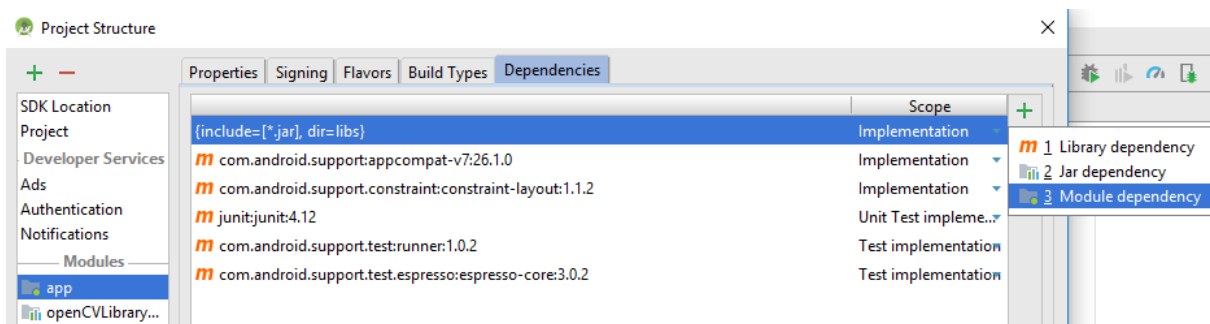 Project Structure
Properties Signing Flavors Build Types Dependencies
SDK Location
Project
Developer Services
Ads
Authentication
Notifications
Modules
app
openCVLibrary...
Scope
{include=[*.jar], dir=libs} Implementation
m com.android.support:appcompat-v7:26.1.0 Implementation
m com.android.support.constraint:constraint-layout:1.1.2 Implementation
m junit:junit:4.12 Unit Test impleme...
m com.android.support.test:runner:1.0.2 Test implementation
m com.android.support.test.espresso:espresso-core:3.0.2 Test implementation
m 1 Library dependency
2 Jar dependency
3 Module dependency